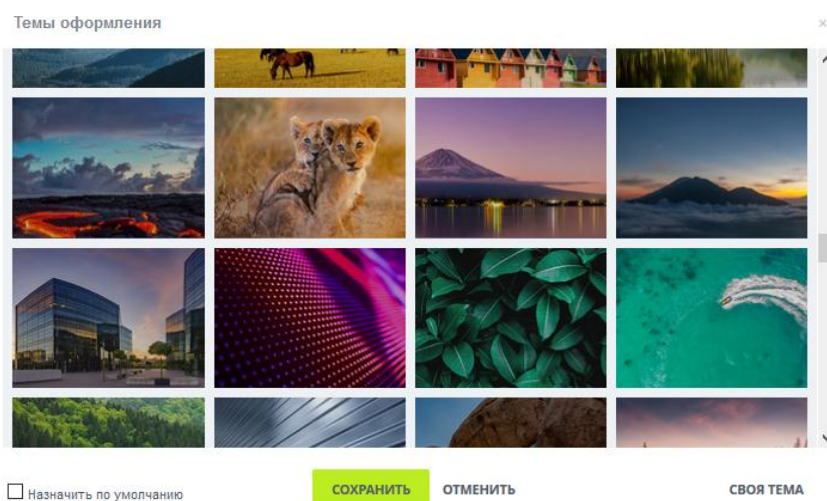 Темы оформления
Назначить по умолчанию
СОХРАНИТЬ
ОТМЕНИТЬ
СВОЯ ТЕМА